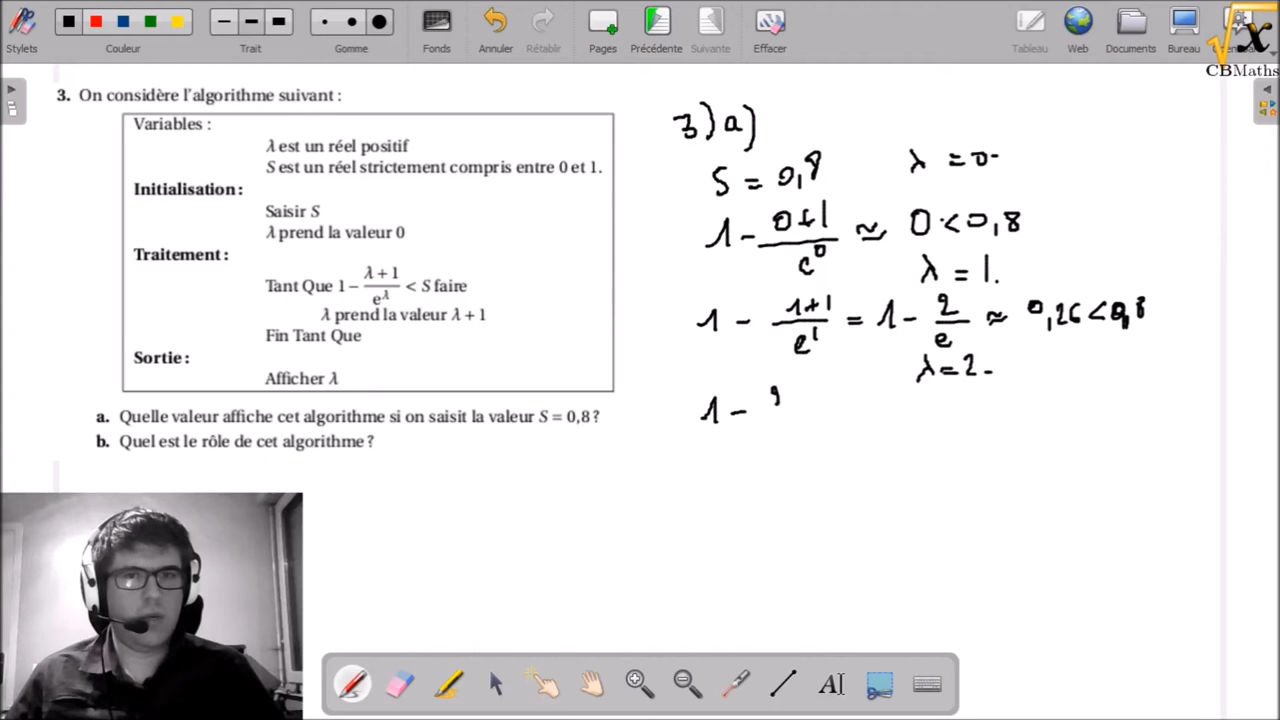 Stylets Couleur Trait Gomme Fonds Annuler Rétablir Pages Précédente Suivante Effacer Tableau Web Documents Bureau
√x
CBMaths
3. On considère l'algorithme suivant :
Variables :
λ est un réel positif
S est un réel strictement compris entre 0 et 1.
Initialisation :
Saisir S
λ prend la valeur 0
Traitement :
Tant Que 1 − (λ + 1)/e^λ < S faire
λ prend la valeur λ + 1
Fin Tant Que
Sortie :
Afficher λ
a. Quelle valeur affiche cet algorithme si on saisit la valeur S = 0,8 ?
b. Quel est le rôle de cet algorithme ?
3) a)
S = 0,8 λ = 0.
1 − (0+1)/e^0 ≈ 0 < 0,8
λ = 1.
1 − (1+1)/e^1 = 1 − 2/e ≈ 0,26 < 0,8
λ = 2.
1 −
AI